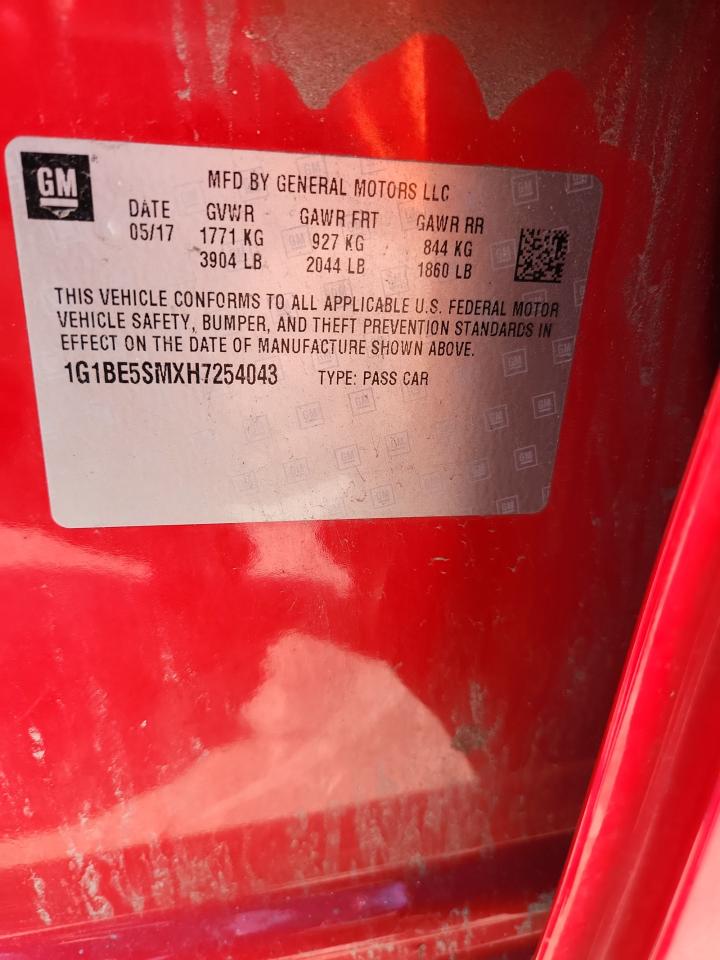 GM
MFD BY GENERAL MOTORS LLC
DATE GVWR GAWR FRT GAWR RR
05/17 1771 KG 927 KG 844 KG
3904 LB 2044 LB 1860 LB
THIS VEHICLE CONFORMS TO ALL APPLICABLE U.S. FEDERAL MOTOR
VEHICLE SAFETY, BUMPER, AND THEFT PREVENTION STANDARDS IN
EFFECT ON THE DATE OF MANUFACTURE SHOWN ABOVE.
1G1BE5SMXH7254043 TYPE: PASS CAR